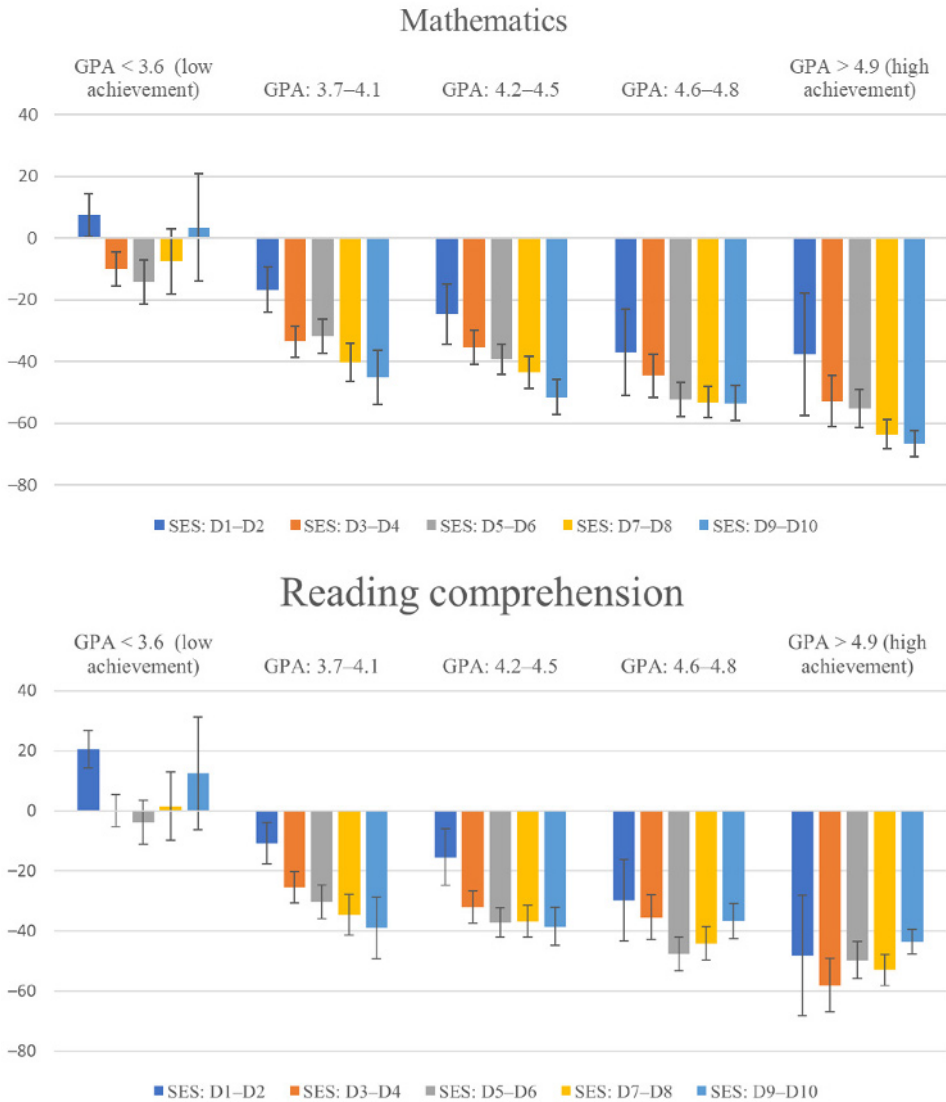 Mathematics
GPA < 3.6 (low achievement)
GPA: 3.7–4.1
GPA: 4.2–4.5
GPA: 4.6–4.8
GPA > 4.9 (high achievement)
40
20
0
−20
−40
−60
−80
SES: D1–D2 SES: D3–D4 SES: D5–D6 SES: D7–D8 SES: D9–D10
Reading comprehension
GPA < 3.6 (low achievement)
GPA: 3.7–4.1
GPA: 4.2–4.5
GPA: 4.6–4.8
GPA > 4.9 (high achievement)
40
20
0
−20
−40
−60
−80
SES: D1–D2 SES: D3–D4 SES: D5–D6 SES: D7–D8 SES: D9–D10